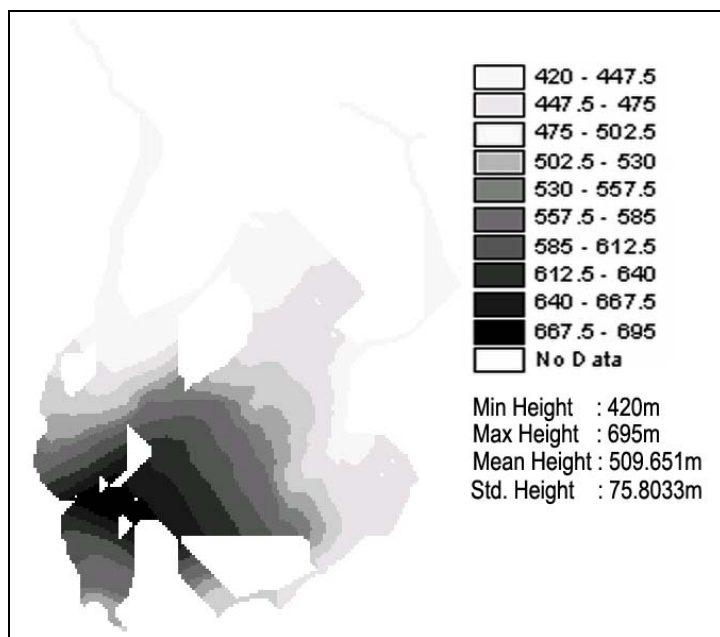 420 - 447.5
447.5 - 475
475 - 502.5
502.5 - 530
530 - 557.5
557.5 - 585
585 - 612.5
612.5 - 640
640 - 667.5
667.5 - 695
No Data
Min Height : 420m
Max Height : 695m
Mean Height : 509.651m
Std. Height : 75.8033m